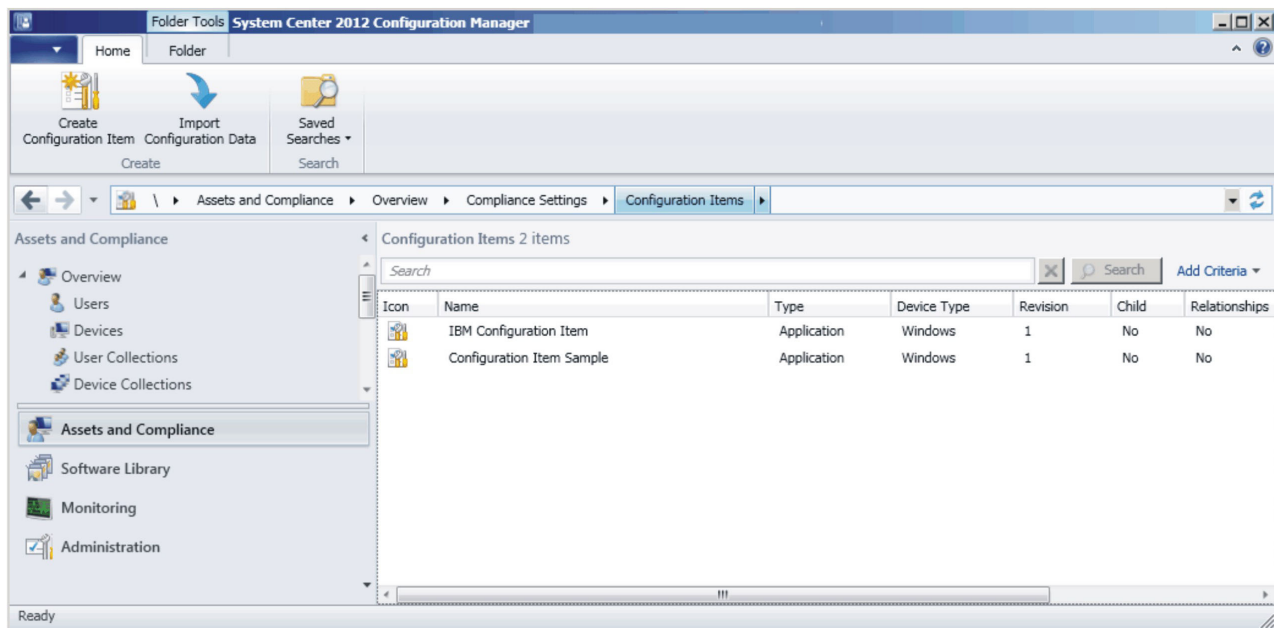 Folder Tools System Center 2012 Configuration Manager
Home Folder
Create Configuration Item
Import Configuration Data
Saved Searches
Create
Search
\ Assets and Compliance Overview Compliance Settings Configuration Items
Assets and Compliance
Overview
Users
Devices
User Collections
Device Collections
Assets and Compliance
Software Library
Monitoring
Administration
Configuration Items 2 items
Search Search Add Criteria
Icon Name Type Device Type Revision Child Relationships
IBM Configuration Item Application Windows 1 No No
Configuration Item Sample Application Windows 1 No No
Ready